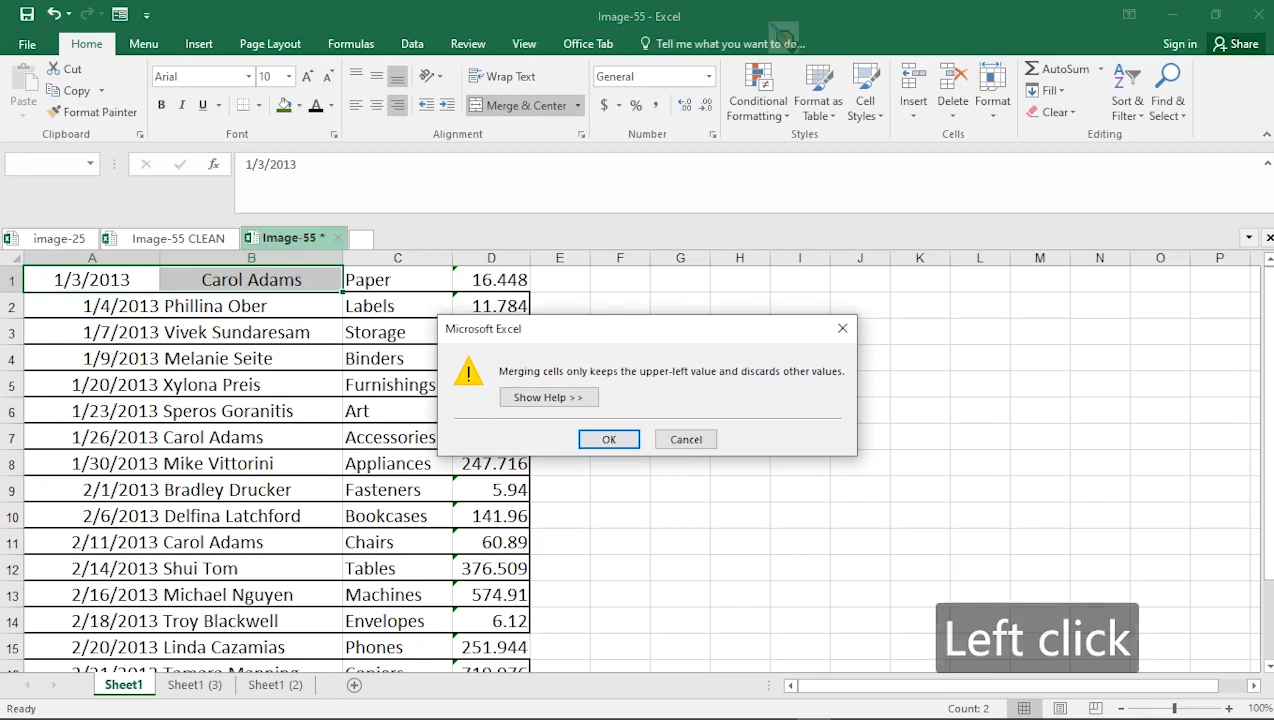 Image-55 - Excel
File Home Menu Insert Page Layout Formulas Data Review View Office Tab Tell me what you want to do... Sign in Share
Paste
Cut
Copy
Format Painter
Clipboard
Arial 10
B I U
Font
Wrap Text
Merge & Center
Alignment
General
$ % ,
Number
Conditional Formatting
Format as Table
Cell Styles
Styles
Insert Delete Format
Cells
AutoSum
Fill
Clear
Sort & Filter
Find & Select
Editing
fx 1/3/2013
image-25 Image-55 CLEAN Image-55 *
A B C D E F G H I J K L M N O P
1 1/3/2013 Carol Adams Paper 16.448
2 1/4/2013 Phillina Ober Labels 11.784
3 1/7/2013 Vivek Sundaresam Storage
4 1/9/2013 Melanie Seite Binders
5 1/20/2013 Xylona Preis Furnishings
6 1/23/2013 Speros Goranitis Art
7 1/26/2013 Carol Adams Accessories
8 1/30/2013 Mike Vittorini Appliances 247.716
9 2/1/2013 Bradley Drucker Fasteners 5.94
10 2/6/2013 Delfina Latchford Bookcases 141.96
11 2/11/2013 Carol Adams Chairs 60.89
12 2/14/2013 Shui Tom Tables 376.509
13 2/16/2013 Michael Nguyen Machines 574.91
14 2/18/2013 Troy Blackwell Envelopes 6.12
15 2/20/2013 Linda Cazamias Phones 251.944
Microsoft Excel
Merging cells only keeps the upper-left value and discards other values.
Show Help >>
OK Cancel
Left click
Sheet1 Sheet1 (3) Sheet1 (2)
Ready Count: 2 100%